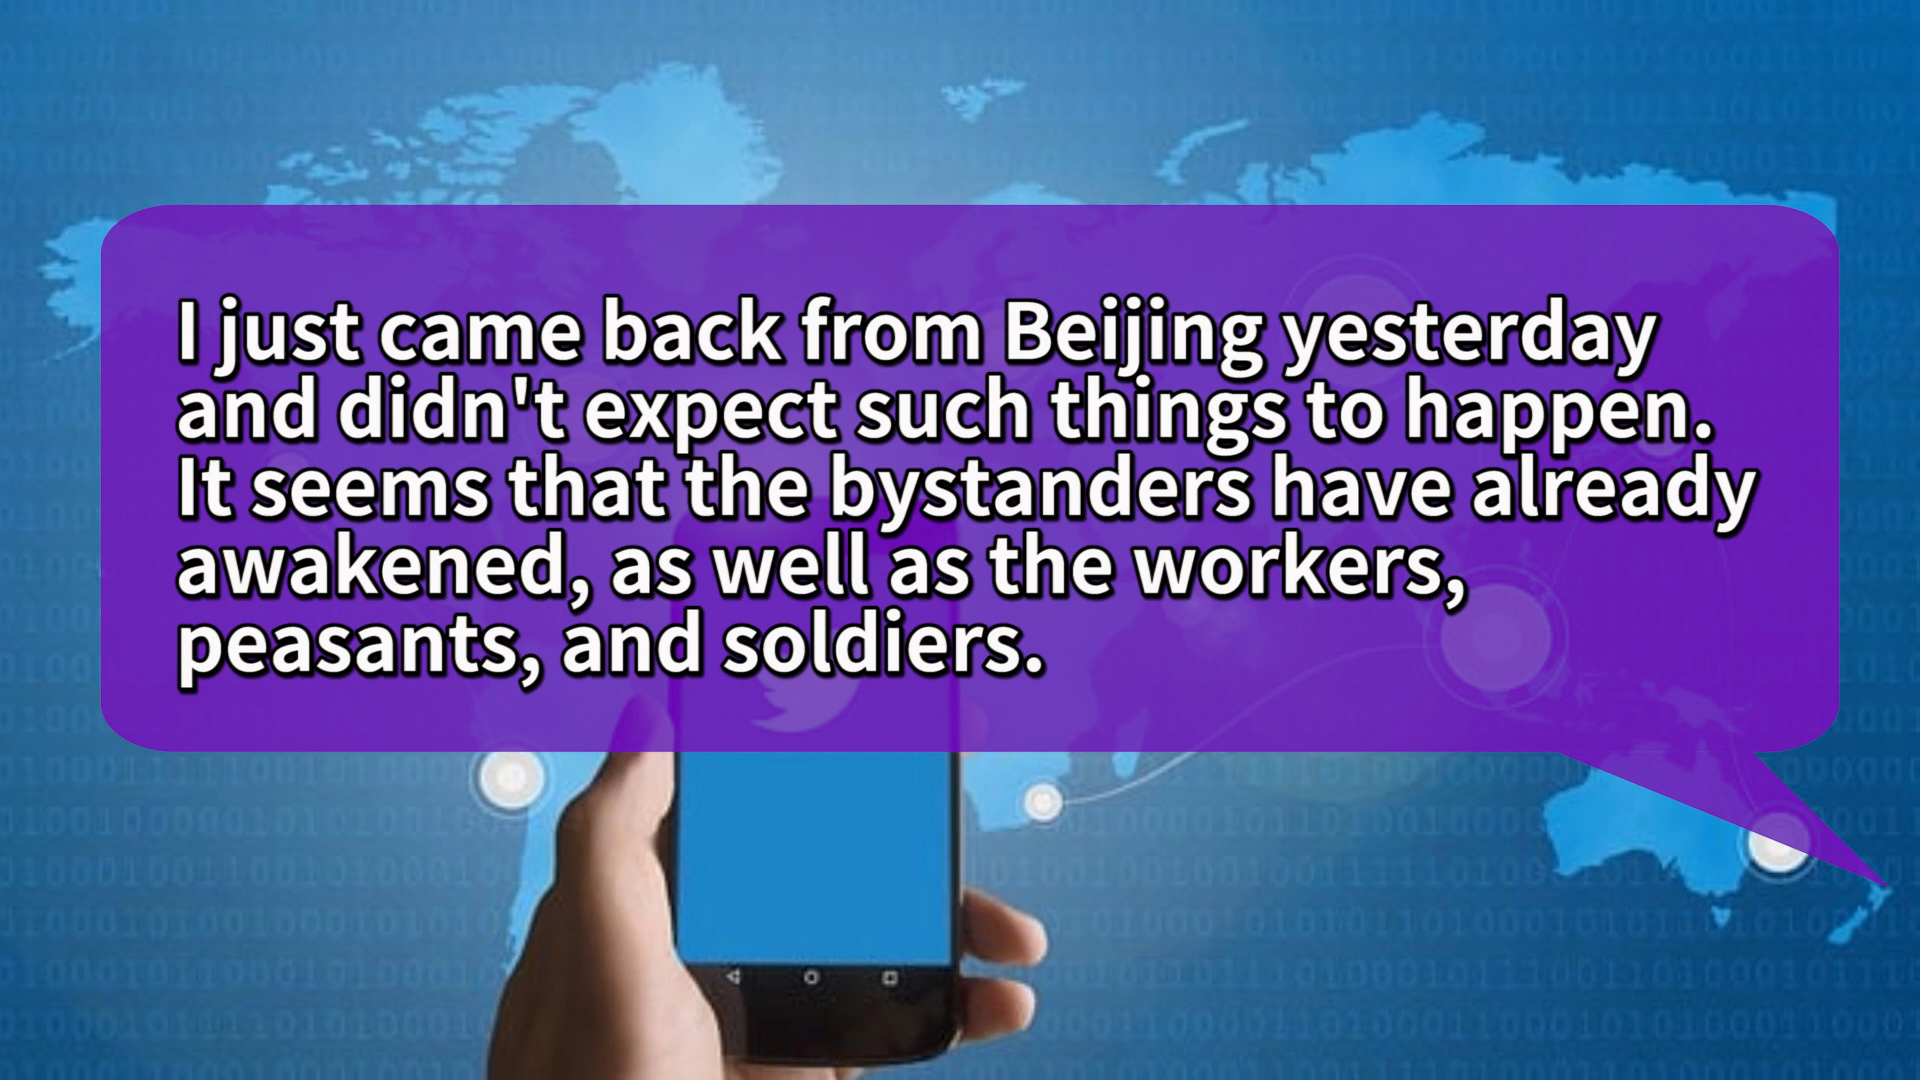 I just came back from Beijing yesterday
and didn't expect such things to happen.
It seems that the bystanders have already
awakened, as well as the workers,
peasants, and soldiers.